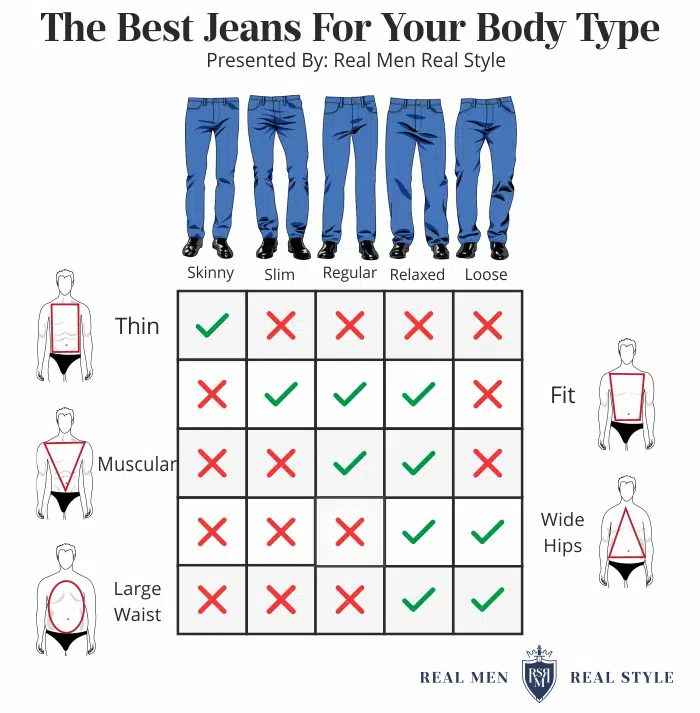 The Best Jeans For Your Body Type
Presented By: Real Men Real Style
Skinny
Slim
Regular
Relaxed
Loose
Thin
Fit
Muscular
Wide
Hips
Large
Waist
REAL MEN
RSR
M
REAL STYLE